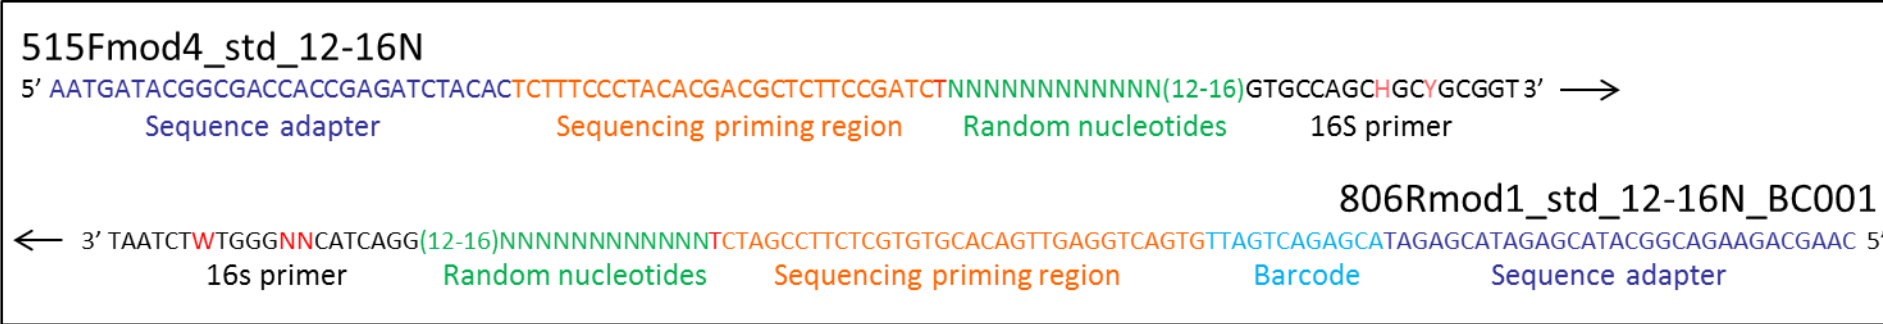 515Fmod4_std_12-16N
5’ AATGATACGGCGACCACCGAGATCTACACTCTTTCCCTACACGACGCTCTTCCGATCTNNNNNNNNNNNN(12-16)GTGCCAGCHGCYGCGGT 3’
Sequence adapter Sequencing priming region Random nucleotides 16S primer
806Rmod1_std_12-16N_BC001
3’ TAATCTWTGGGNNCATCAGG(12-16)NNNNNNNNNNNNTCTAGCCTTCTCGTGTGCACAGTTGAGGTCAGTGTTAGTCAGAGCATAGAGCATAGAGCATACGGCAGAAGACGAAC 5’
16s primer Random nucleotides Sequencing priming region Barcode Sequence adapter